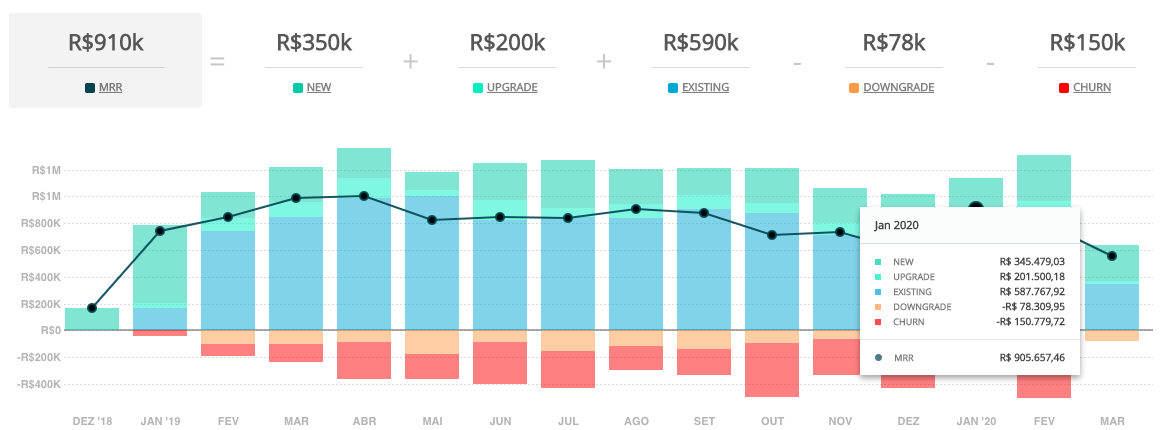 R$910k = R$350k + R$200k + R$590k - R$78k - R$150k
MRR NEW UPGRADE EXISTING DOWNGRADE CHURN
R$1M
R$1M
R$800K
R$600K
R$400K
R$200K
R$0
-R$200K
-R$400K
Jan 2020
NEW R$ 345.479,03
UPGRADE R$ 201.500,18
EXISTING R$ 587.767,92
DOWNGRADE -R$ 78.309,95
CHURN -R$ 150.779,72
MRR R$ 905.657,46
DEZ '18 JAN '19 FEV MAR ABR MAI JUN JUL AGO SET OUT NOV DEZ JAN '20 FEV MAR